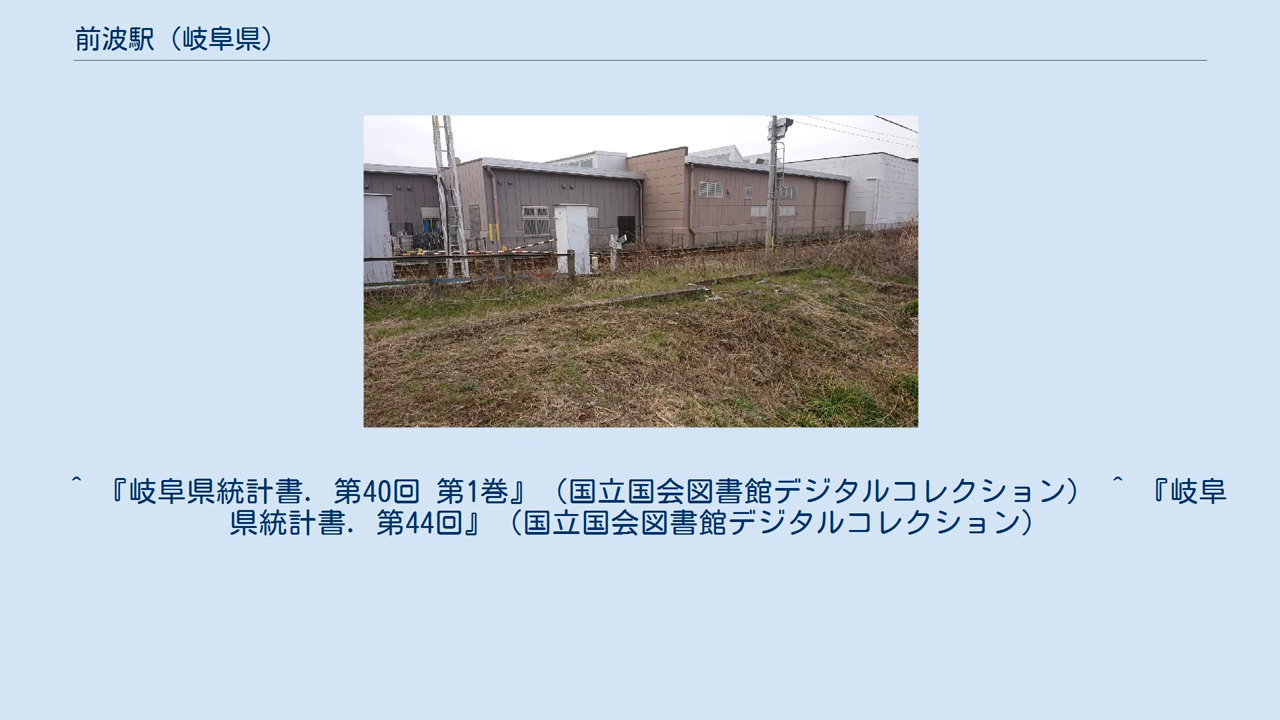 前波駅（岐阜県）
^ 『岐阜県統計書. 第40回 第1巻』（国立国会図書館デジタルコレクション） ^ 『岐阜
県統計書. 第44回』（国立国会図書館デジタルコレクション）